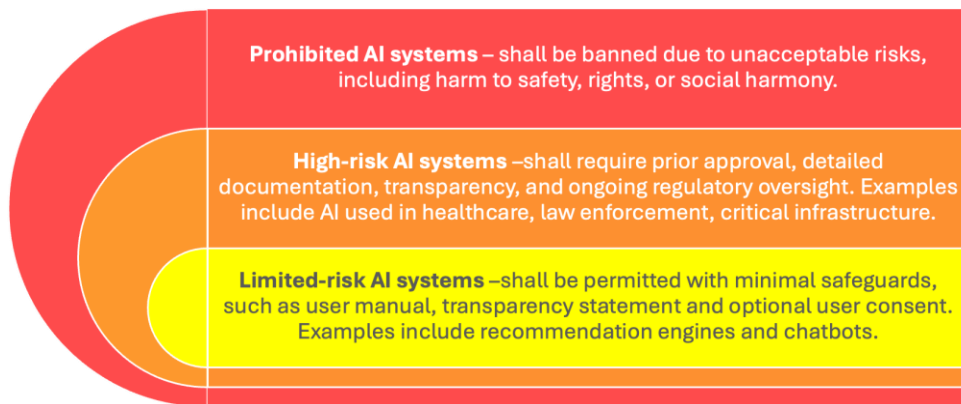 Prohibited AI systems – shall be banned due to unacceptable risks,
including harm to safety, rights, or social harmony.
High-risk AI systems –shall require prior approval, detailed
documentation, transparency, and ongoing regulatory oversight. Examples
include AI used in healthcare, law enforcement, critical infrastructure.
Limited-risk AI systems –shall be permitted with minimal safeguards,
such as user manual, transparency statement and optional user consent.
Examples include recommendation engines and chatbots.